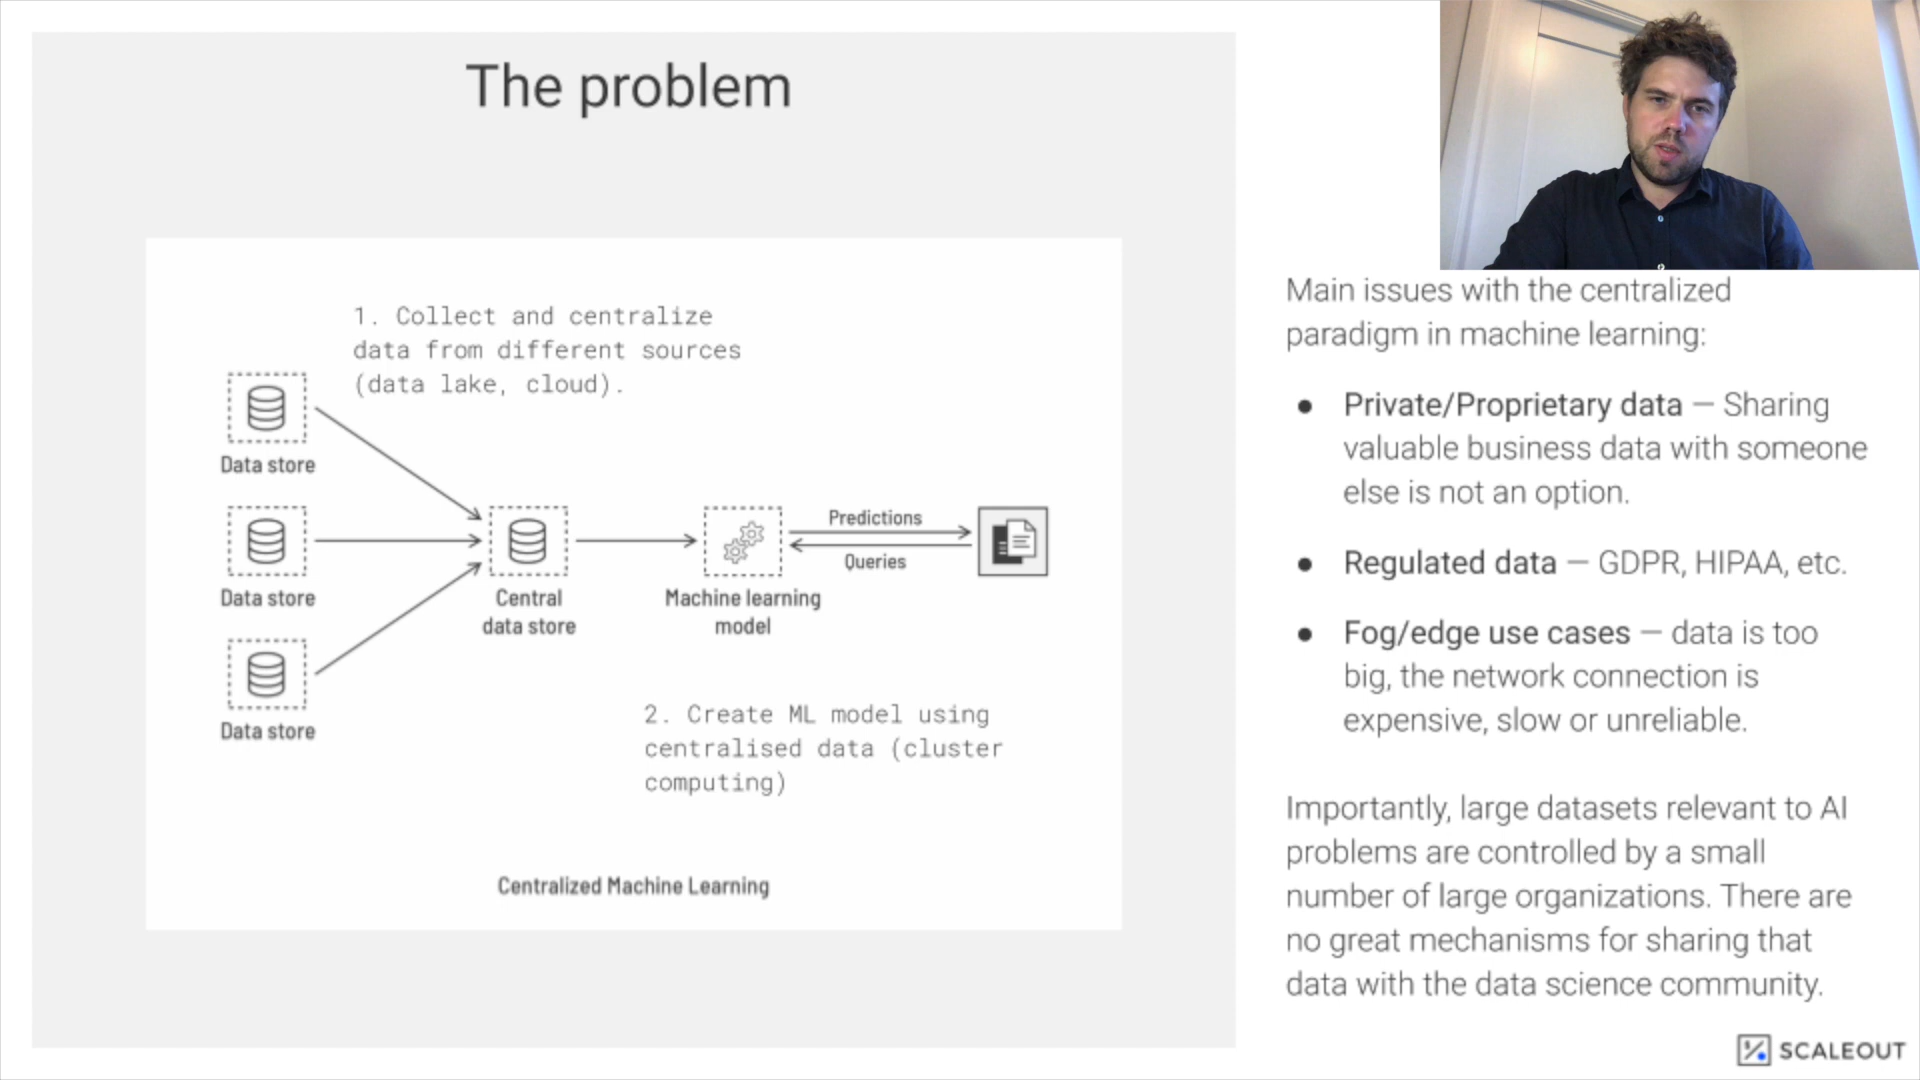 The problem
1. Collect and centralize
data from different sources
(data lake, cloud).
Data store
Data store
Data store
Central
data store
Machine learning
model
Predictions
Queries
2. Create ML model using
centralised data (cluster
computing)
Centralized Machine Learning
Main issues with the centralized
paradigm in machine learning:
● Private/Proprietary data — Sharing
valuable business data with someone
else is not an option.
● Regulated data — GDPR, HIPAA, etc.
● Fog/edge use cases — data is too
big, the network connection is
expensive, slow or unreliable.
Importantly, large datasets relevant to AI
problems are controlled by a small
number of large organizations. There are
no great mechanisms for sharing that
data with the data science community.
SCALEOUT